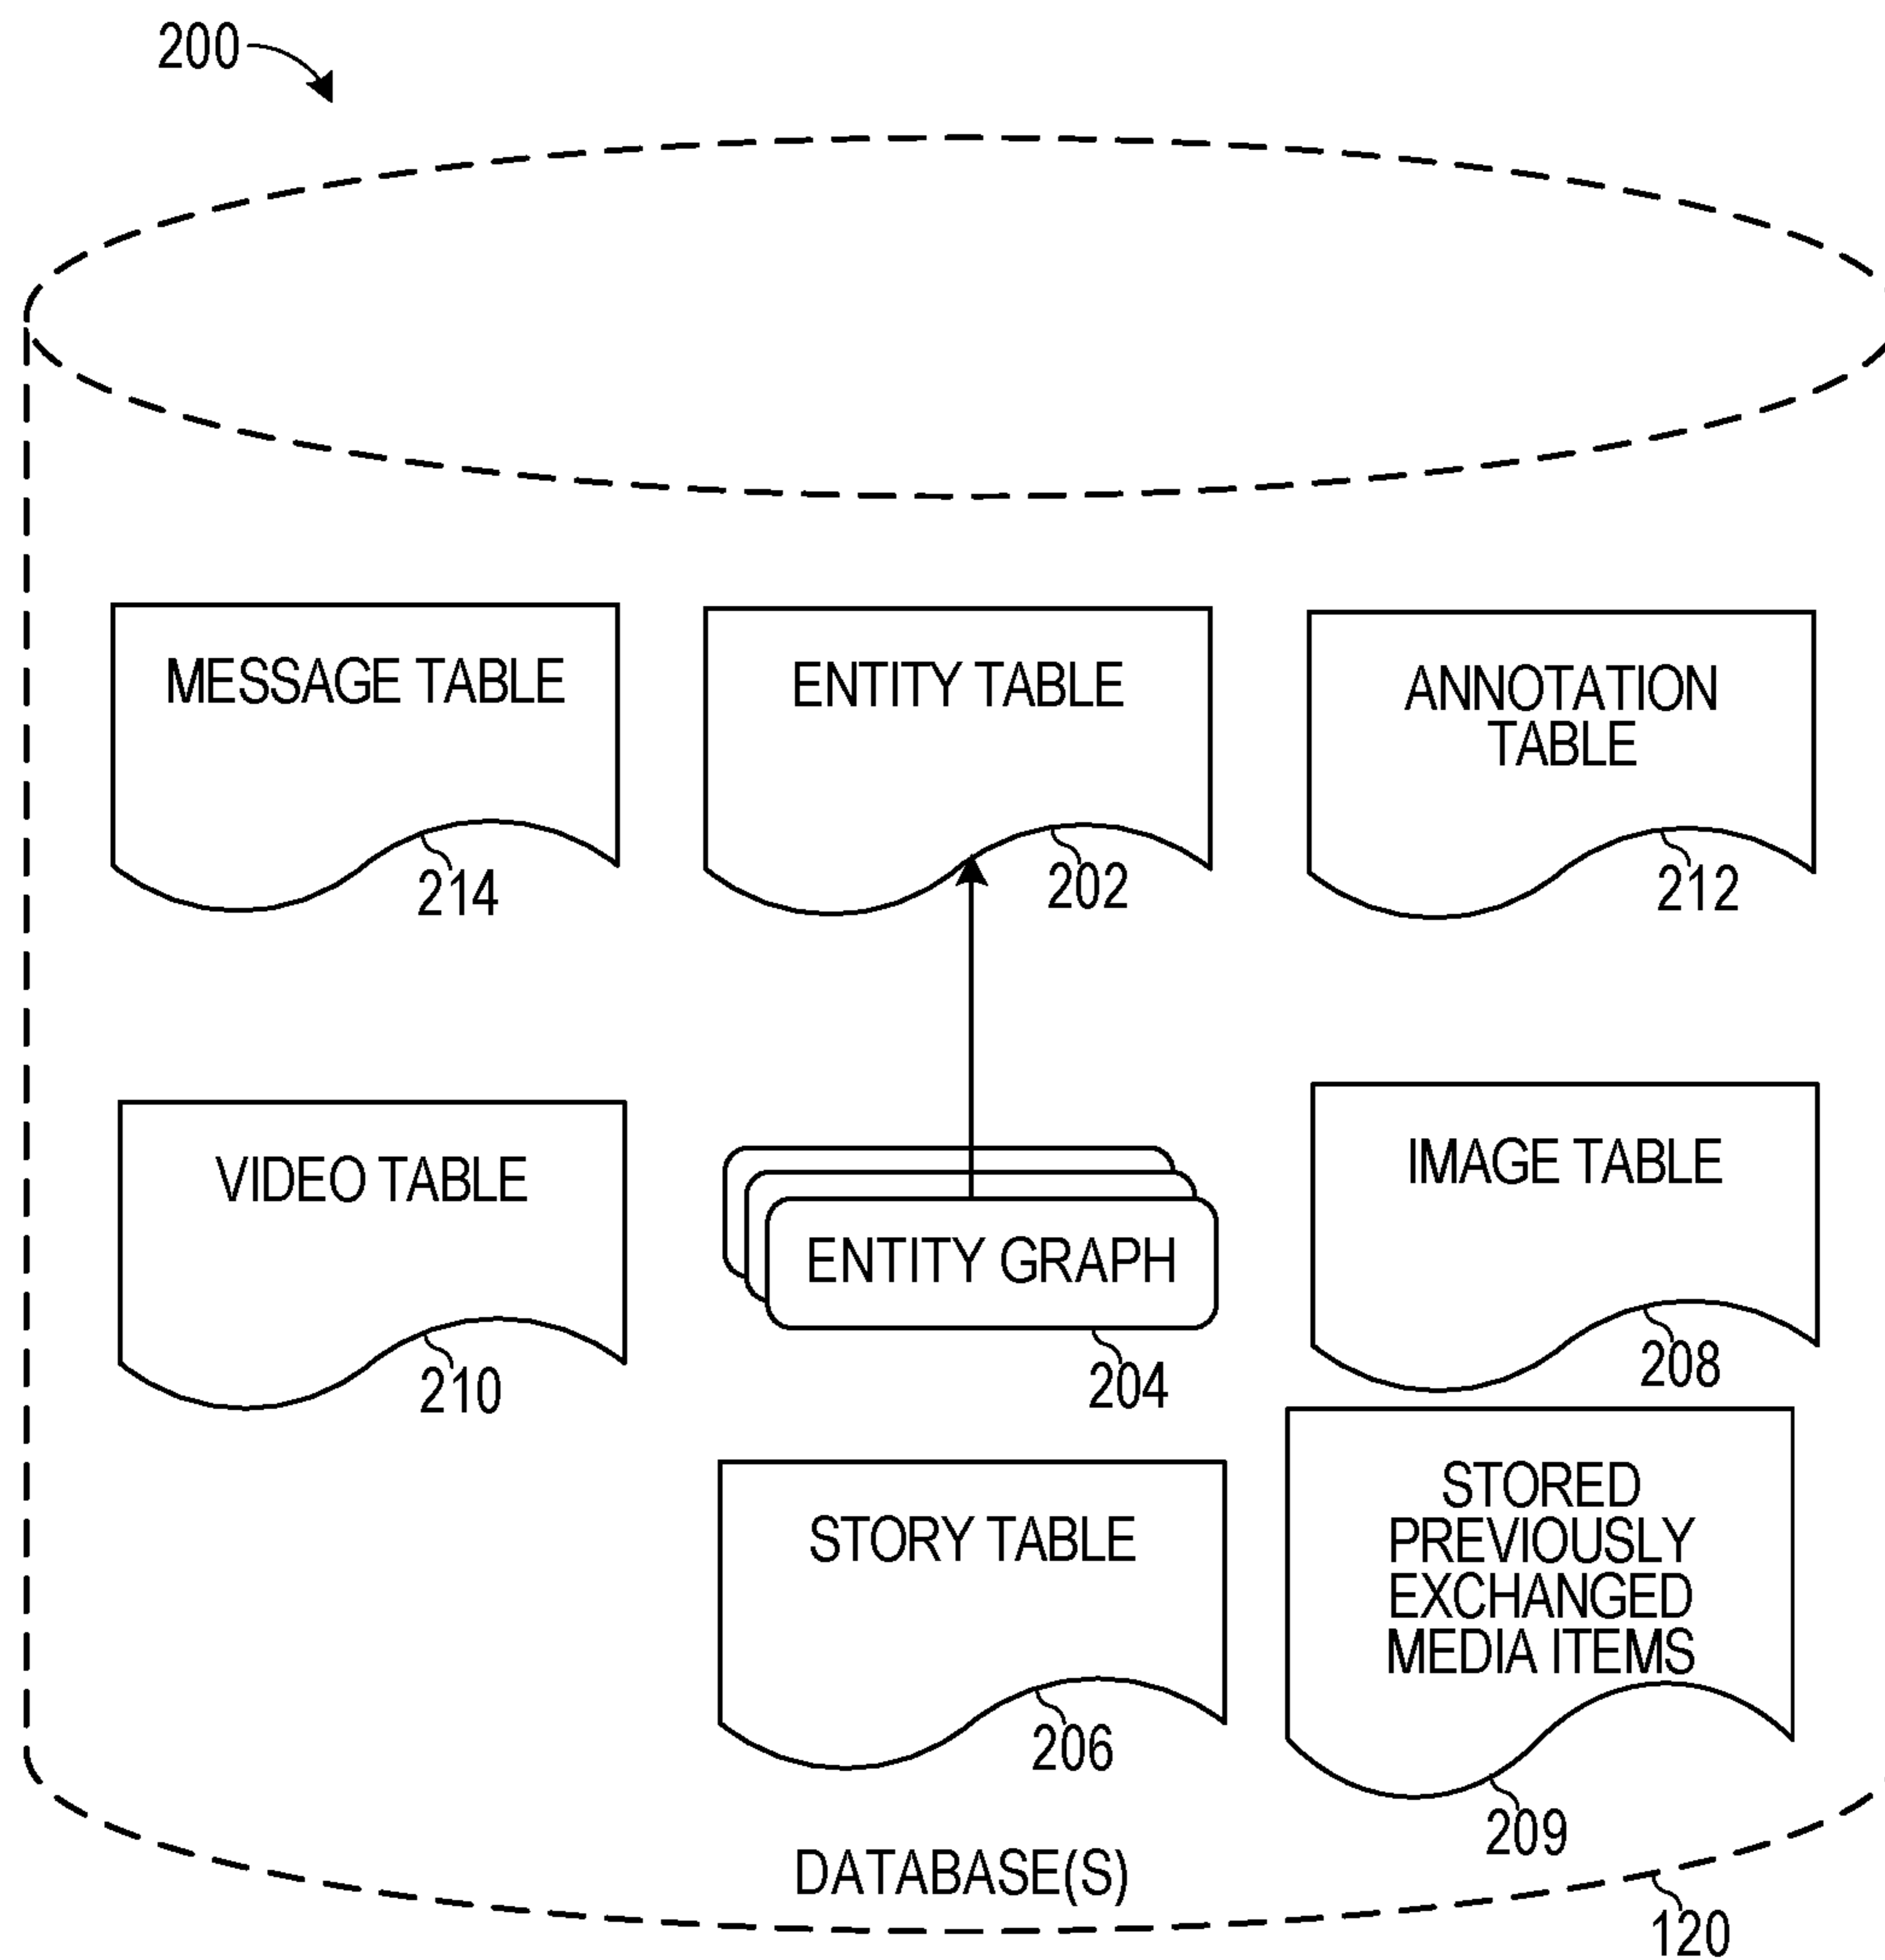 200
MESSAGE TABLE
214
ENTITY TABLE
202
ANNOTATION
TABLE
212
VIDEO TABLE
210
ENTITY GRAPH
204
IMAGE TABLE
208
STORY TABLE
206
STORED
PREVIOUSLY
EXCHANGED
MEDIA ITEMS
209
DATABASE(S)
120